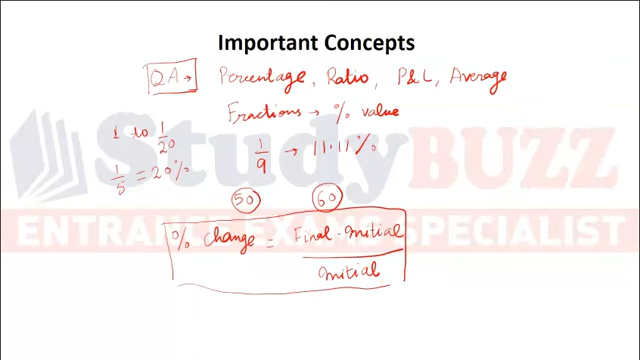 Important Concepts
QA → Percentage, Ratio, P&L, Average
Fractions → % value
1 to 1/20
1/9 → 11.11%
1/5 = 20%
50 60
% Change = Final - Initial
Initial
StudyBUZZ
ENTRANCE EXAMS SPECIALIST